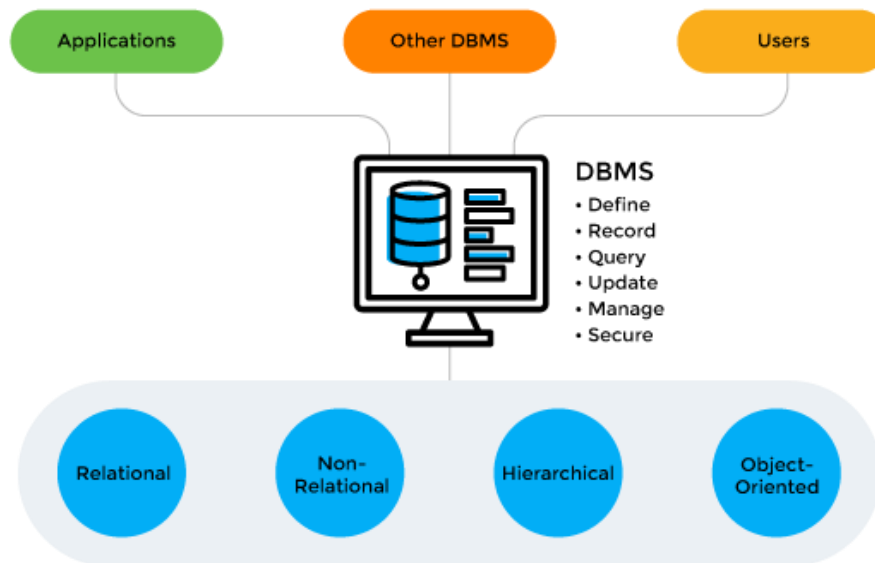 Applications
Other DBMS
Users
DBMS
• Define
• Record
• Query
• Update
• Manage
• Secure
Relational
Non-
Relational
Hierarchical
Object-
Oriented